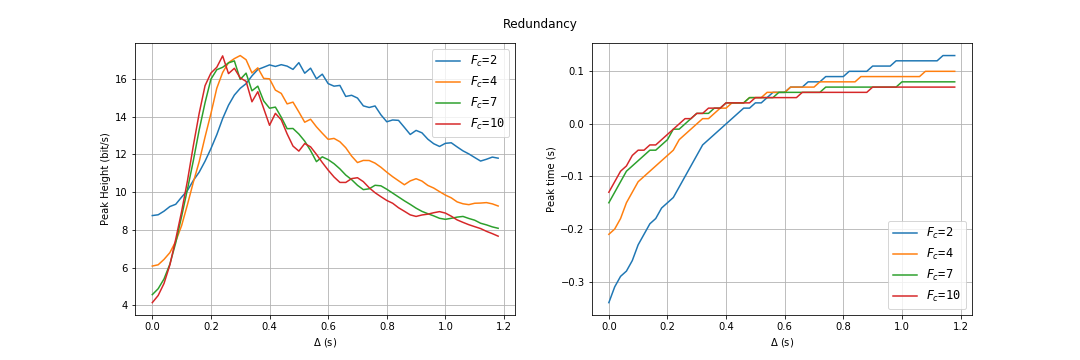 Redundancy
Peak Height (bit/s)
16
14
12
10
8
6
4
0.0 0.2 0.4 0.6 0.8 1.0 1.2
Δ (s)
F_c=2
F_c=4
F_c=7
F_c=10
Peak time (s)
0.1
0.0
−0.1
−0.2
−0.3
0.0 0.2 0.4 0.6 0.8 1.0 1.2
Δ (s)
F_c=2
F_c=4
F_c=7
F_c=10